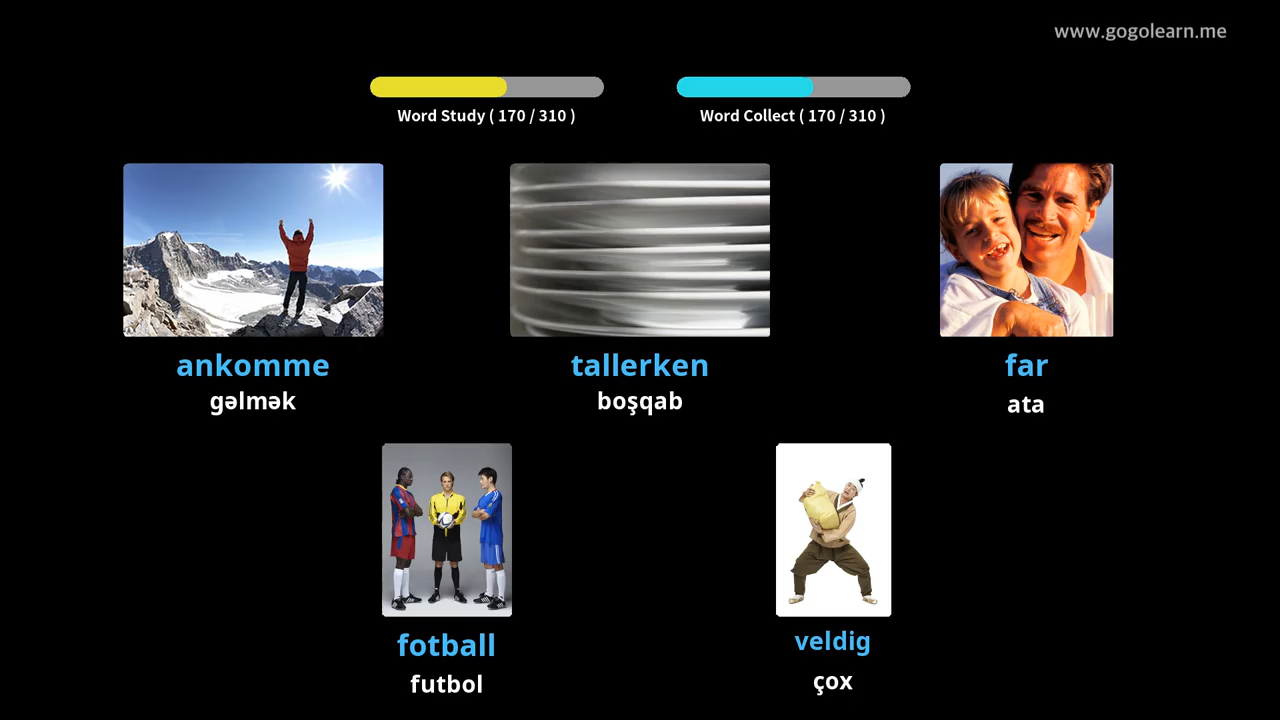 www.gogolearn.me
Word Study ( 170 / 310 )
Word Collect ( 170 / 310 )
ankomme
gəlmək
tallerken
boşqab
far
ata
fotball
futbol
veldig
çox